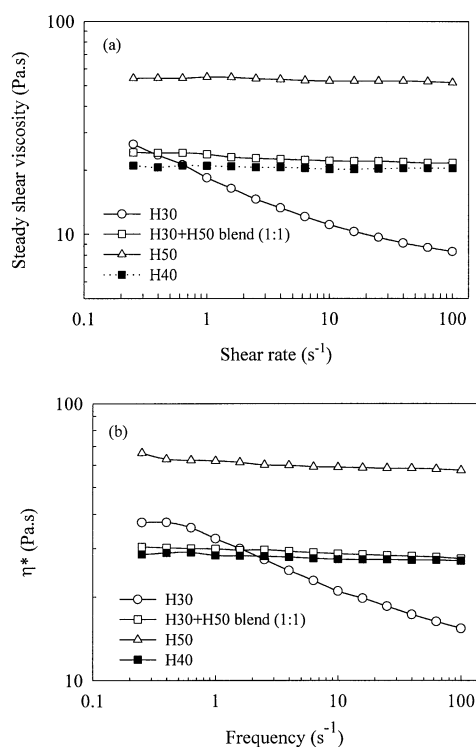 100
(a)
Steady shear viscosity (Pa.s)
10
H30
H30+H50 blend (1:1)
H50
H40
0.1 1 10 100
Shear rate (s⁻¹)
100
(b)
η* (Pa.s)
H30
H30+H50 blend (1:1)
H50
H40
10
0.1 1 10 100
Frequency (s⁻¹)